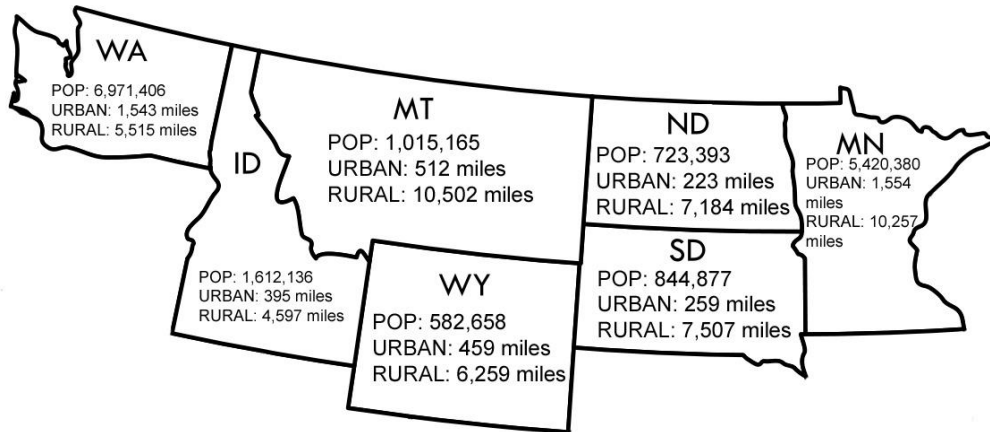 WA
POP: 6,971,406
URBAN: 1,543 miles
RURAL: 5,515 miles
ID
POP: 1,612,136
URBAN: 395 miles
RURAL: 4,597 miles
MT
POP: 1,015,165
URBAN: 512 miles
RURAL: 10,502 miles
WY
POP: 582,658
URBAN: 459 miles
RURAL: 6,259 miles
ND
POP: 723,393
URBAN: 223 miles
RURAL: 7,184 miles
SD
POP: 844,877
URBAN: 259 miles
RURAL: 7,507 miles
MN
POP: 5,420,380
URBAN: 1,554
miles
RURAL: 10,257
miles